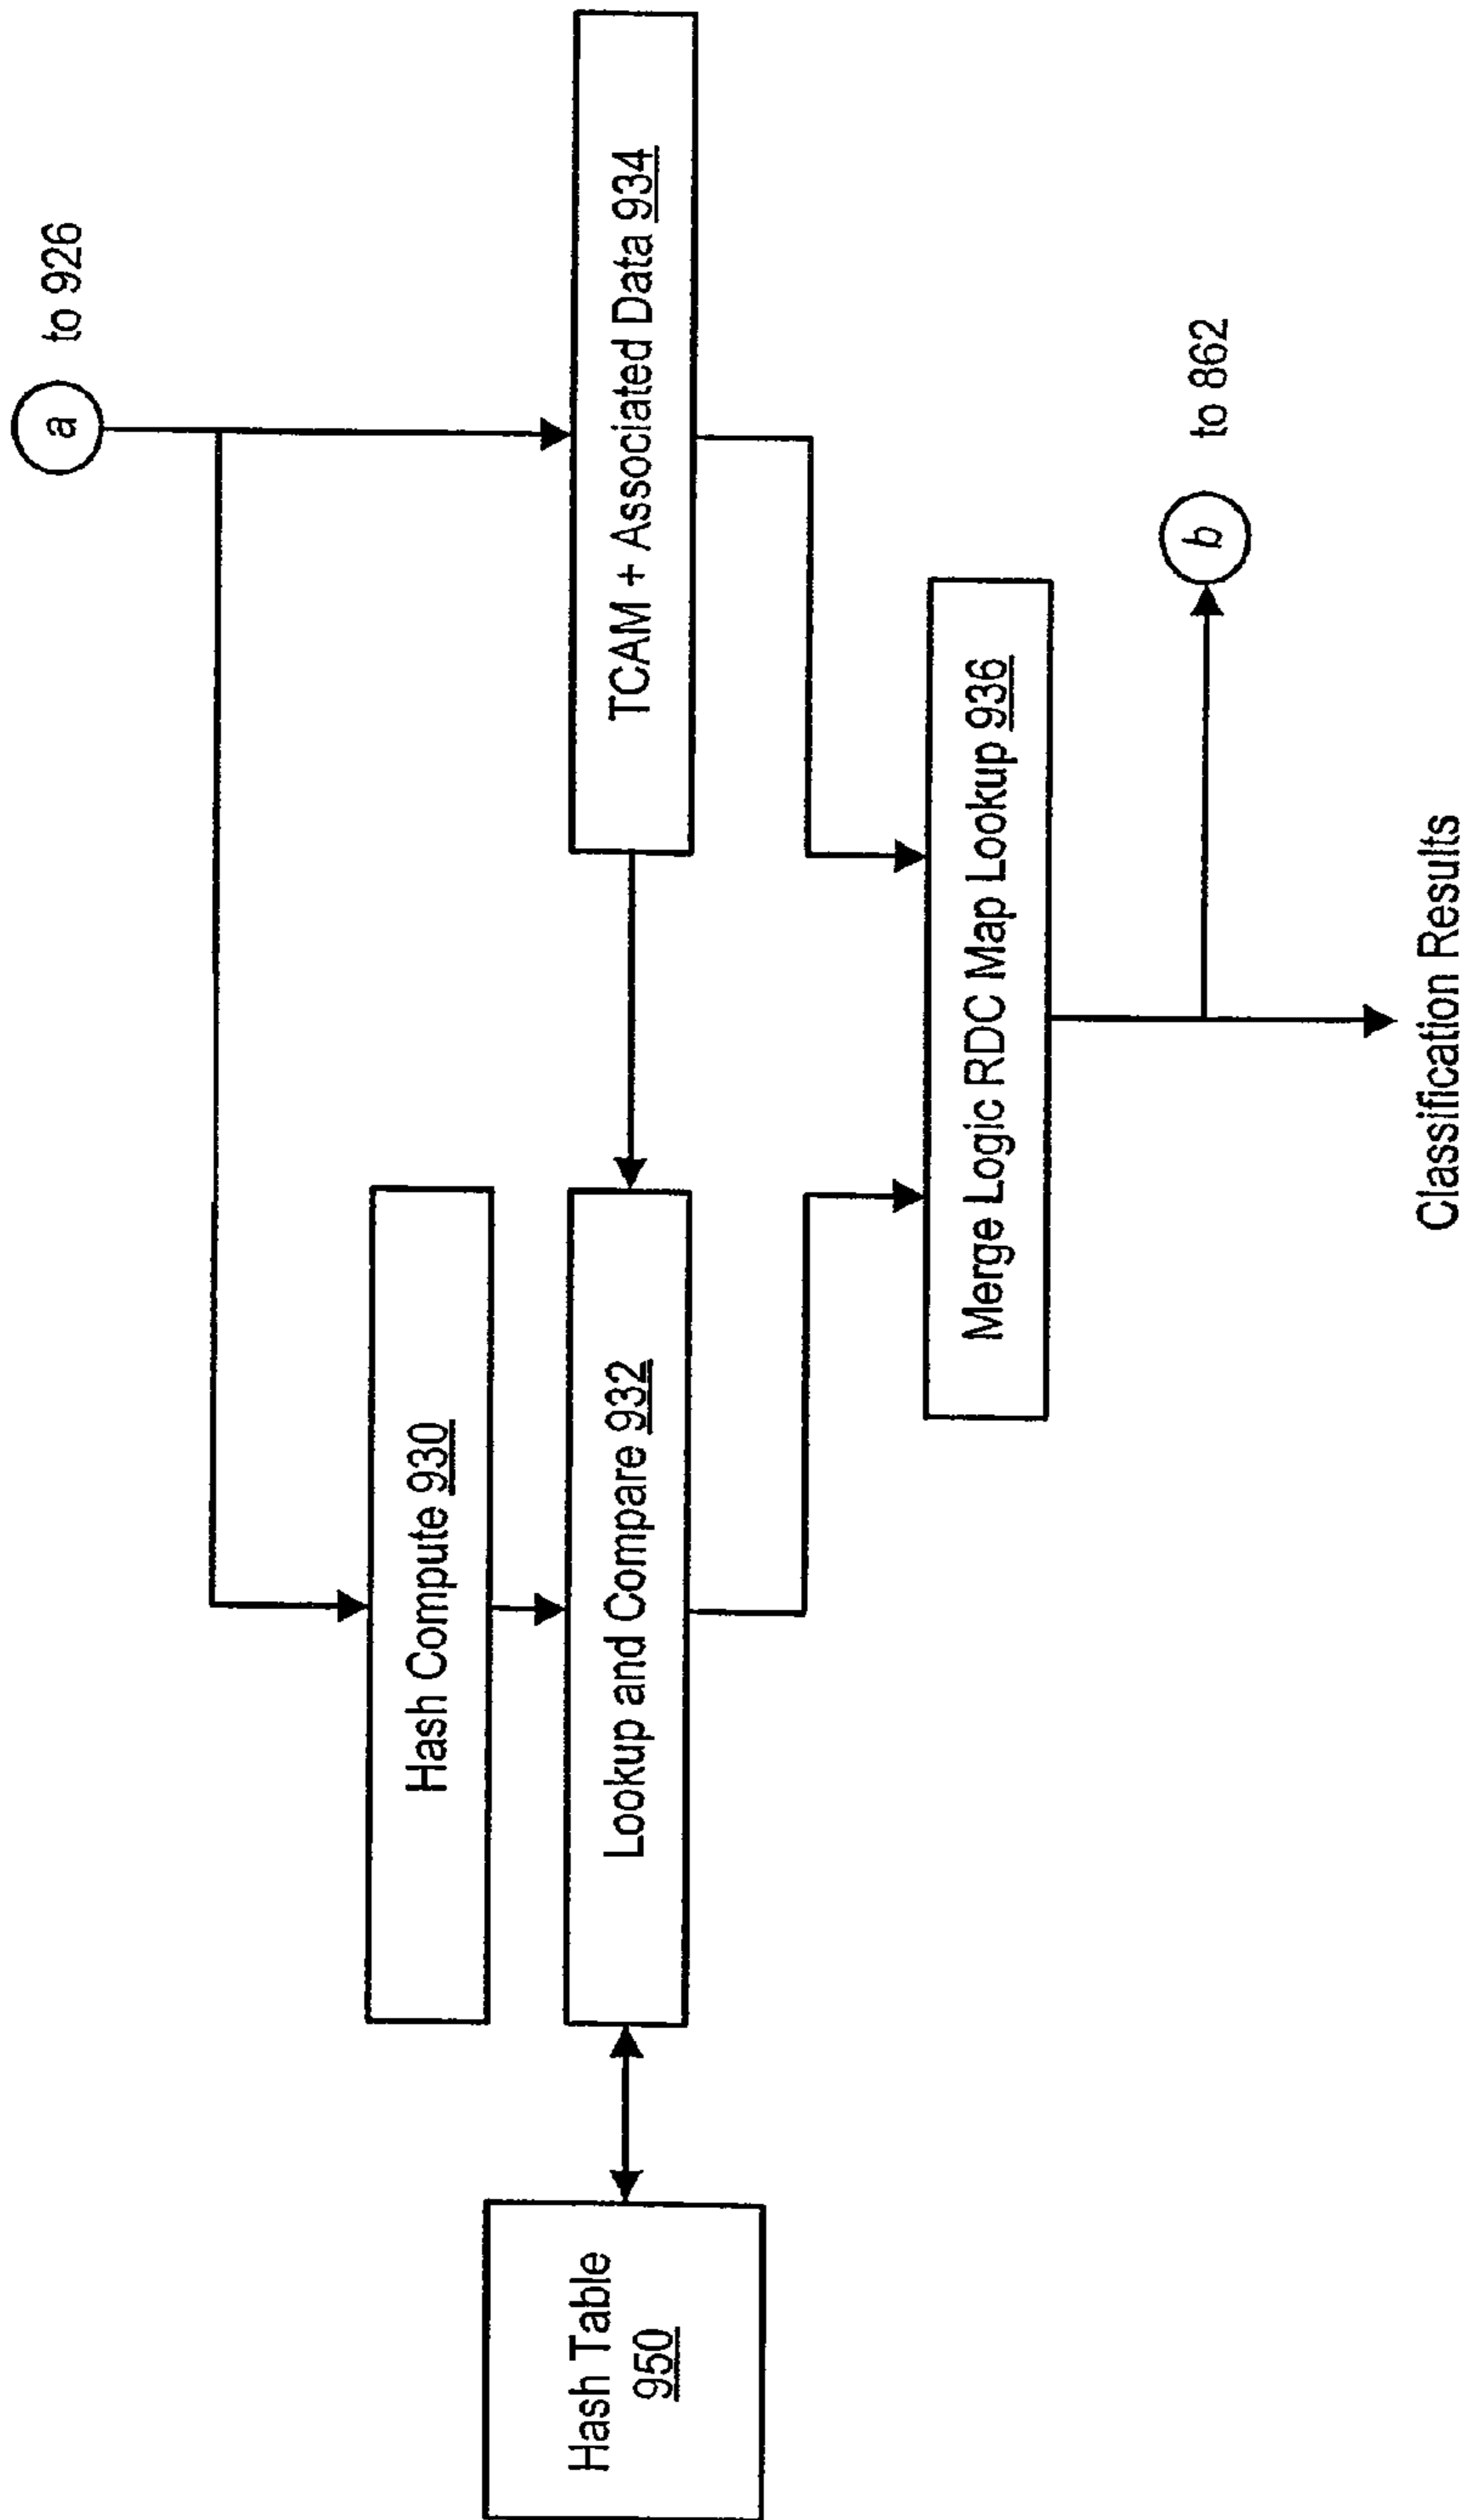 a
to 926
Hash Compute 930
Hash Table
950
Lookup and Compare 932
TCAM + Associated Data 934
Merge Logic RDC Map Lookup 936
b
to 862
Classification Results